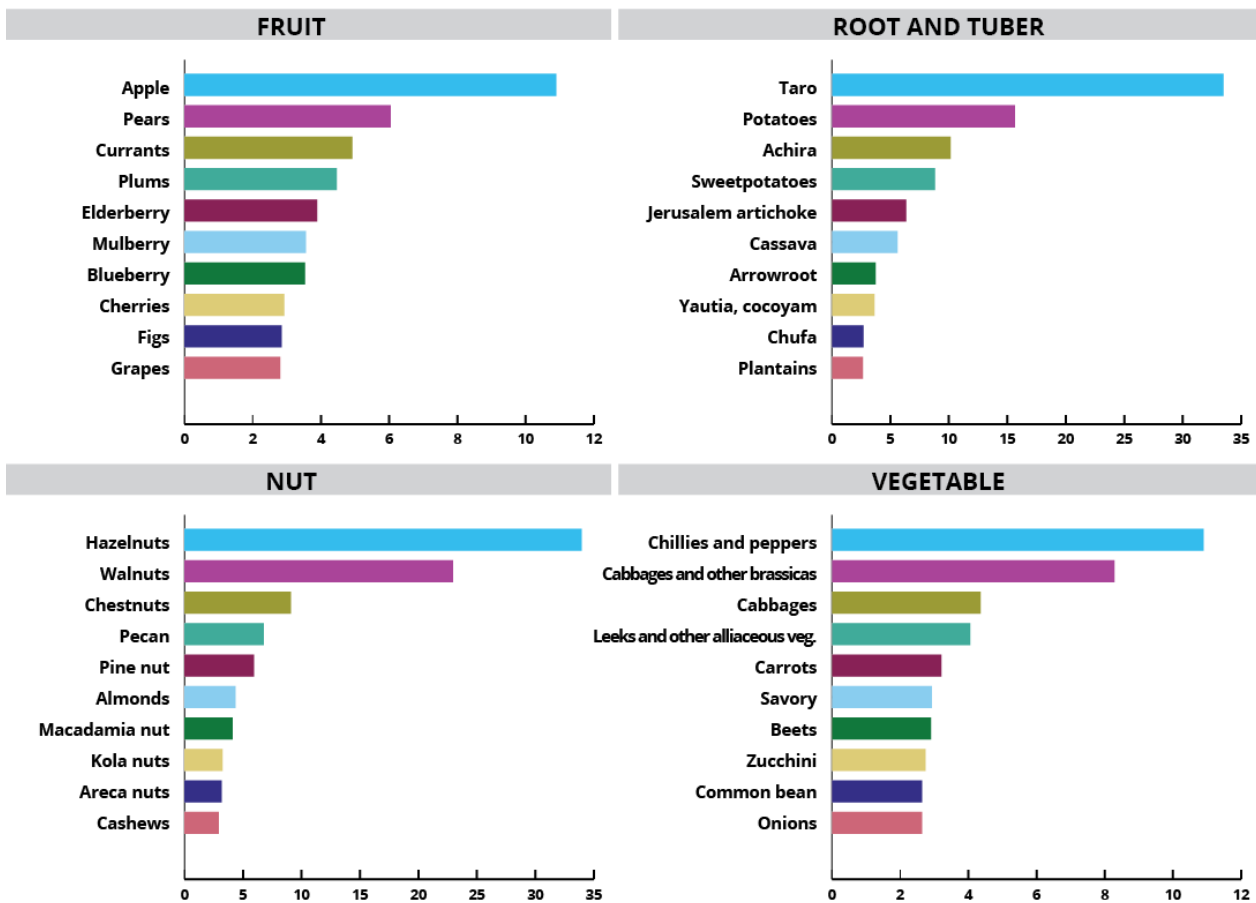 FRUIT
Apple
Pears
Currants
Plums
Elderberry
Mulberry
Blueberry
Cherries
Figs
Grapes
0 2 4 6 8 10 12
ROOT AND TUBER
Taro
Potatoes
Achira
Sweetpotatoes
Jerusalem artichoke
Cassava
Arrowroot
Yautia, cocoyam
Chufa
Plantains
0 5 10 15 20 25 30 35
NUT
Hazelnuts
Walnuts
Chestnuts
Pecan
Pine nut
Almonds
Macadamia nut
Kola nuts
Areca nuts
Cashews
0 5 10 15 20 25 30 35
VEGETABLE
Chillies and peppers
Cabbages and other brassicas
Cabbages
Leeks and other alliaceous veg.
Carrots
Savory
Beets
Zucchini
Common bean
Onions
0 2 4 6 8 10 12